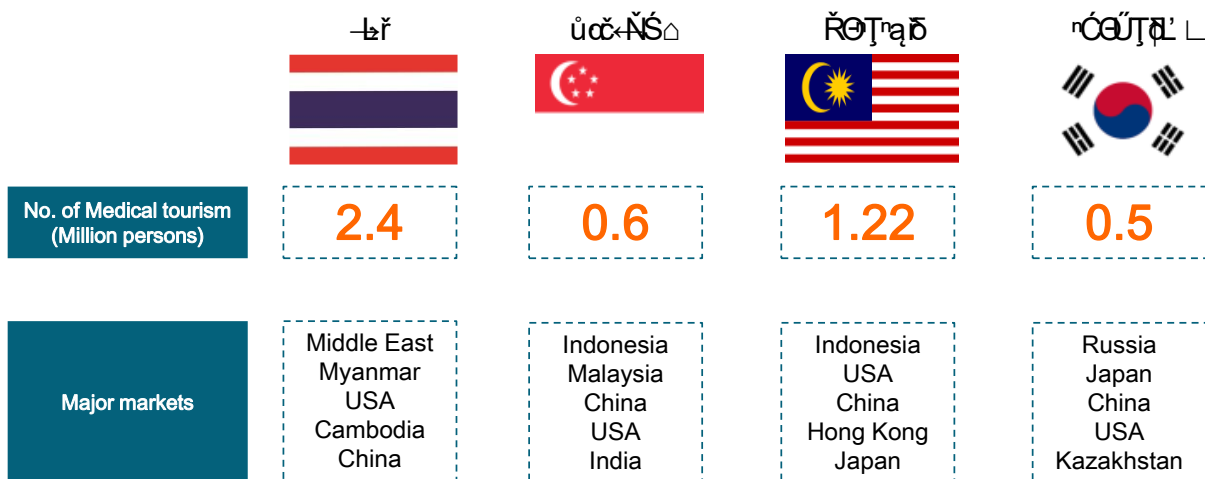 No. of Medical tourism
(Million persons)
2.4
0.6
1.22
0.5
Major markets
Middle East
Myanmar
USA
Cambodia
China
Indonesia
Malaysia
China
USA
India
Indonesia
USA
China
Hong Kong
Japan
Russia
Japan
China
USA
Kazakhstan